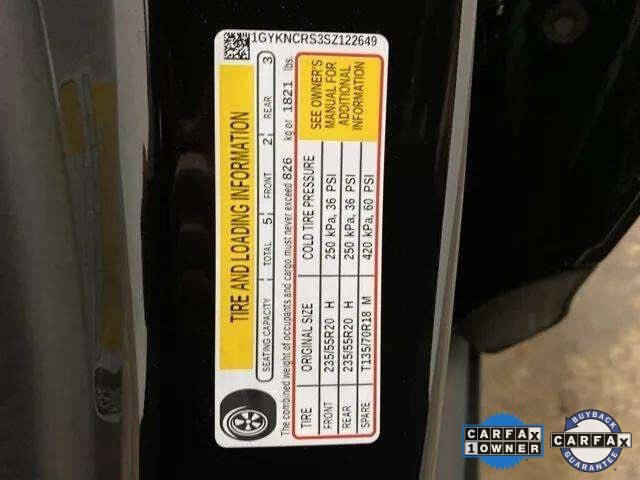 1GYKNCRS3SZ122649
TIRE AND LOADING INFORMATION
SEATING CAPACITY TOTAL 5 FRONT 2 REAR 3
The combined weight of occupants and cargo must never exceed 826 kg or 1821 lbs.
TIRE ORIGINAL SIZE COLD TIRE PRESSURE
FRONT 235/55R20 H 250 kPa, 36 PSI
REAR 235/55R20 H 250 kPa, 36 PSI
SPARE T135/70R18 M 420 kPa, 60 PSI
SEE OWNER'S
MANUAL FOR
ADDITIONAL
INFORMATION
CARFAX
1 OWNER
BUYBACK
CARFAX
GUARANTEE